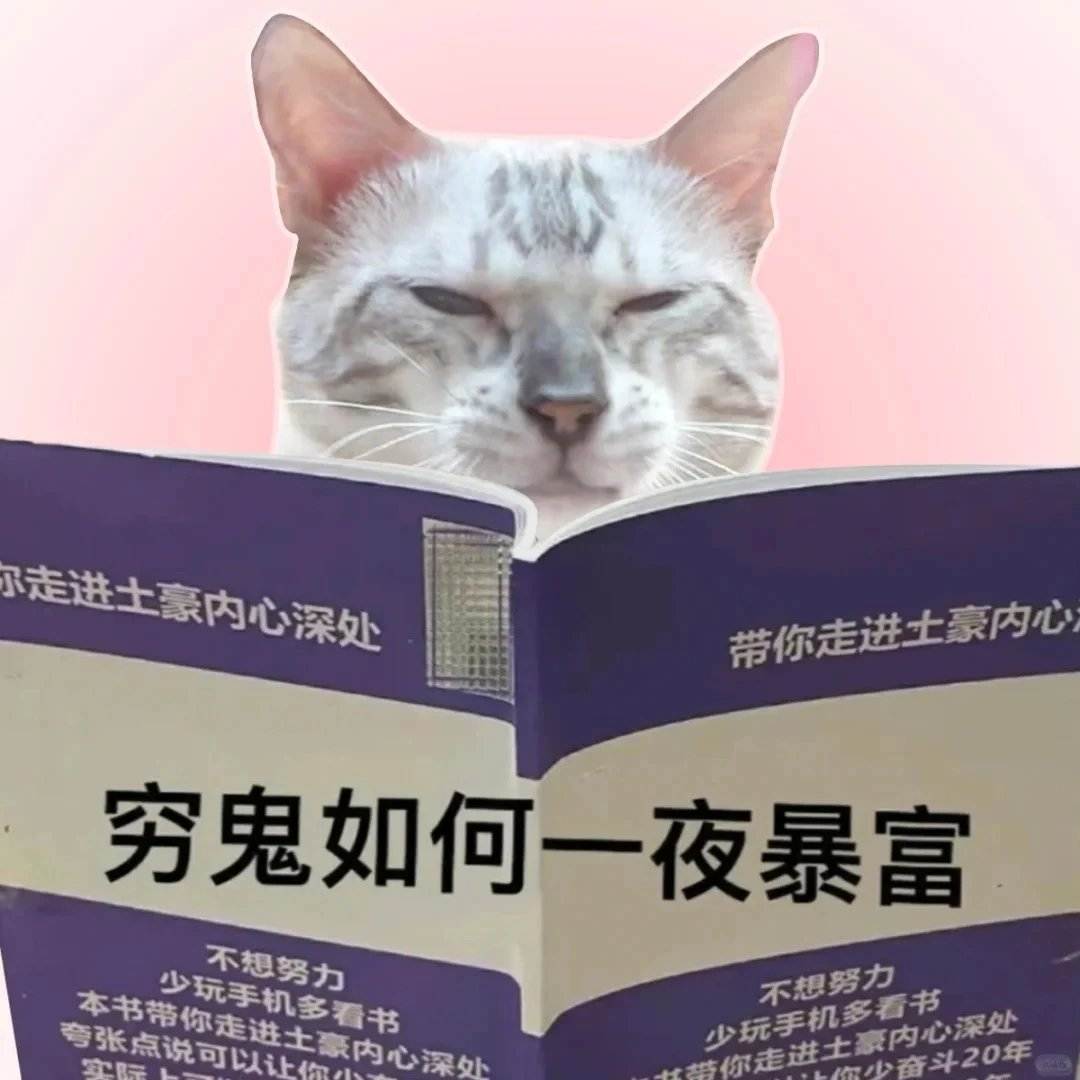 你走进土豪内心深处
带你走进土豪内心
穷鬼如何一夜暴富
不想努力
少玩手机多看书
本书带你走进土豪内心深处
夸张点说可以让你少
实际上
不想努力
少玩手机多看书
书带你走进土豪内心深处
让你少奋斗20年